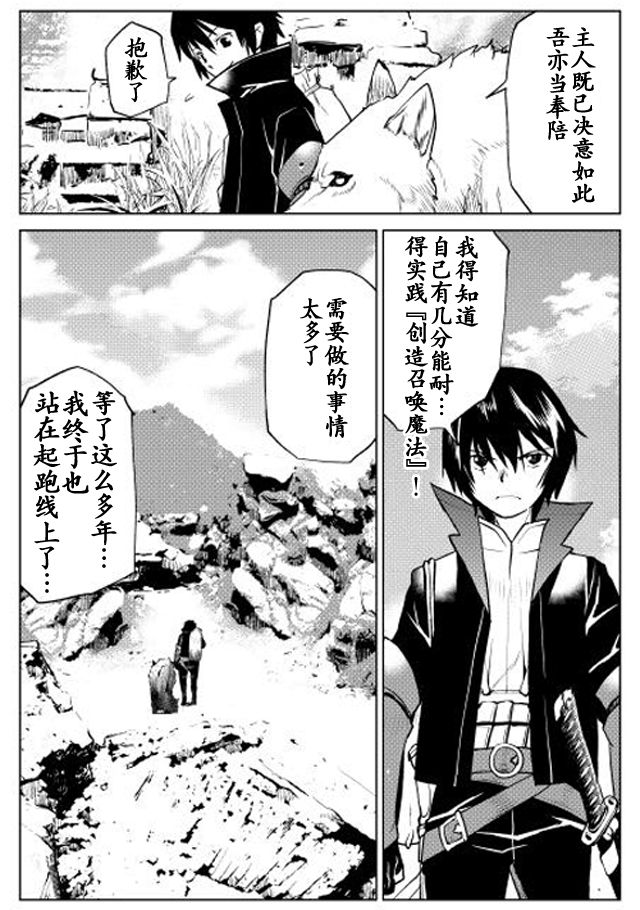 主人既已决意如此
吾亦当奉陪
抱歉了
我得知道
自己有几分能耐…
得实践『创造召唤魔法』！
需要做的事情
太多了
等了这么多年…
我终于也
站在起跑线上了…